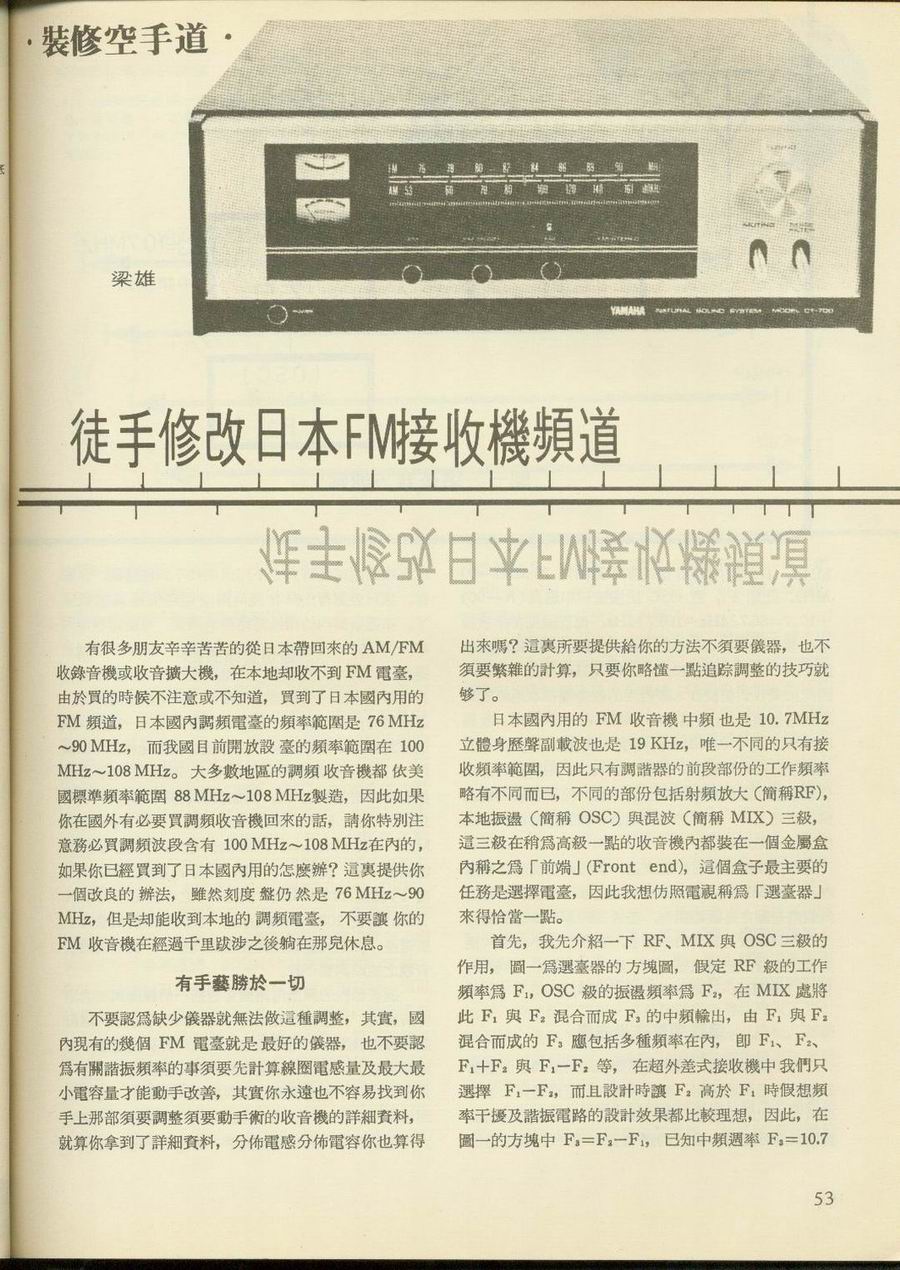 ·裝修空手道·
FM 76 78 80 82 84 86 88 90 MHz
AM 53 60 70 80 100 120 140 161
MUTING
梁雄
YAMAHA NATURAL SOUND SYSTEM MODEL CT-700
徒手修改日本FM接收機頻道
徒手修改日本FM接收機頻道
有很多朋友辛辛苦苦的從日本帶回來的 AM/FM
收錄音機或收音擴大機，在本地却收不到 FM 電臺，
由於買的時候不注意或不知道，買到了日本國內用的
FM 頻道，日本國內調頻電臺的頻率範圍是 76 MHz
～90 MHz，而我國目前開放設臺的頻率範圍在 100
MHz～108 MHz。大多數地區的調頻收音機都依美
國標準頻率範圍 88 MHz～108 MHz製造，因此如果
你在國外有必要買調頻收音機回來的話，請你特別注
意務必買調頻波段含有 100 MHz～108 MHz在內的，
如果你已經買到了日本國內用的怎麼辦？這裏提供你
一個改良的辦法，雖然刻度盤仍然是 76 MHz～90
MHz，但是却能收到本地的調頻電臺，不要讓你的
FM 收音機在經過千里跋涉之後躺在那兒休息。
有手藝勝於一切
不要認爲缺少儀器就無法做這種調整，其實，國
內現有的幾個 FM 電臺就是最好的儀器，也不要認
爲有關諧振頻率的事須要先計算線圈電感量及最大最
小電容量才能動手改善，其實你永遠也不容易找到你
手上那部須要調整須要動手術的收音機的詳細資料，
就算你拿到了詳細資料，分佈電感分佈電容你也算得
出來嗎？這裏所要提供給你的方法不須要儀器，也不
須要繁雜的計算，只要你略懂一點追踪調整的技巧就
够了。
日本國內用的 FM 收音機中頻也是 10.7MHz
立體身歷聲副載波也是 19 KHz，唯一不同的只有接
收頻率範圍，因此只有調諧器的前段部份的工作頻率
略有不同而已，不同的部份包括射頻放大（簡稱RF），
本地振盪（簡稱 OSC）與混波（簡稱 MIX）三級，
這三級在稍爲高級一點的收音機內都裝在一個金屬盒
內稱之爲「前端」(Front end)，這個盒子最主要的
任務是選擇電臺，因此我想仿照電視稱爲「選臺器」
來得恰當一點。
首先，我先介紹一下 RF、MIX 與 OSC 三級的
作用，圖一爲選臺器的方塊圖，假定 RF 級的工作
頻率爲 F₁，OSC 級的振盪頻率爲 F₂，在 MIX 處將
此 F₁ 與 F₂ 混合而成 F₃ 的中頻輸出，由 F₁ 與 F₂
混合而成的 F₃ 應包括多種頻率在內，卽 F₁、F₂、
F₁＋F₂ 與 F₁－F₂ 等，在超外差式接收機中我們只
選擇 F₁－F₂，而且設計時讓 F₂ 高於 F₁ 時假想頻
率干擾及諧振電路的設計效果都比較理想，因此，在
圖一的方塊中 F₃＝F₂－F₁，已知中頻週率 F₃＝10.7
53